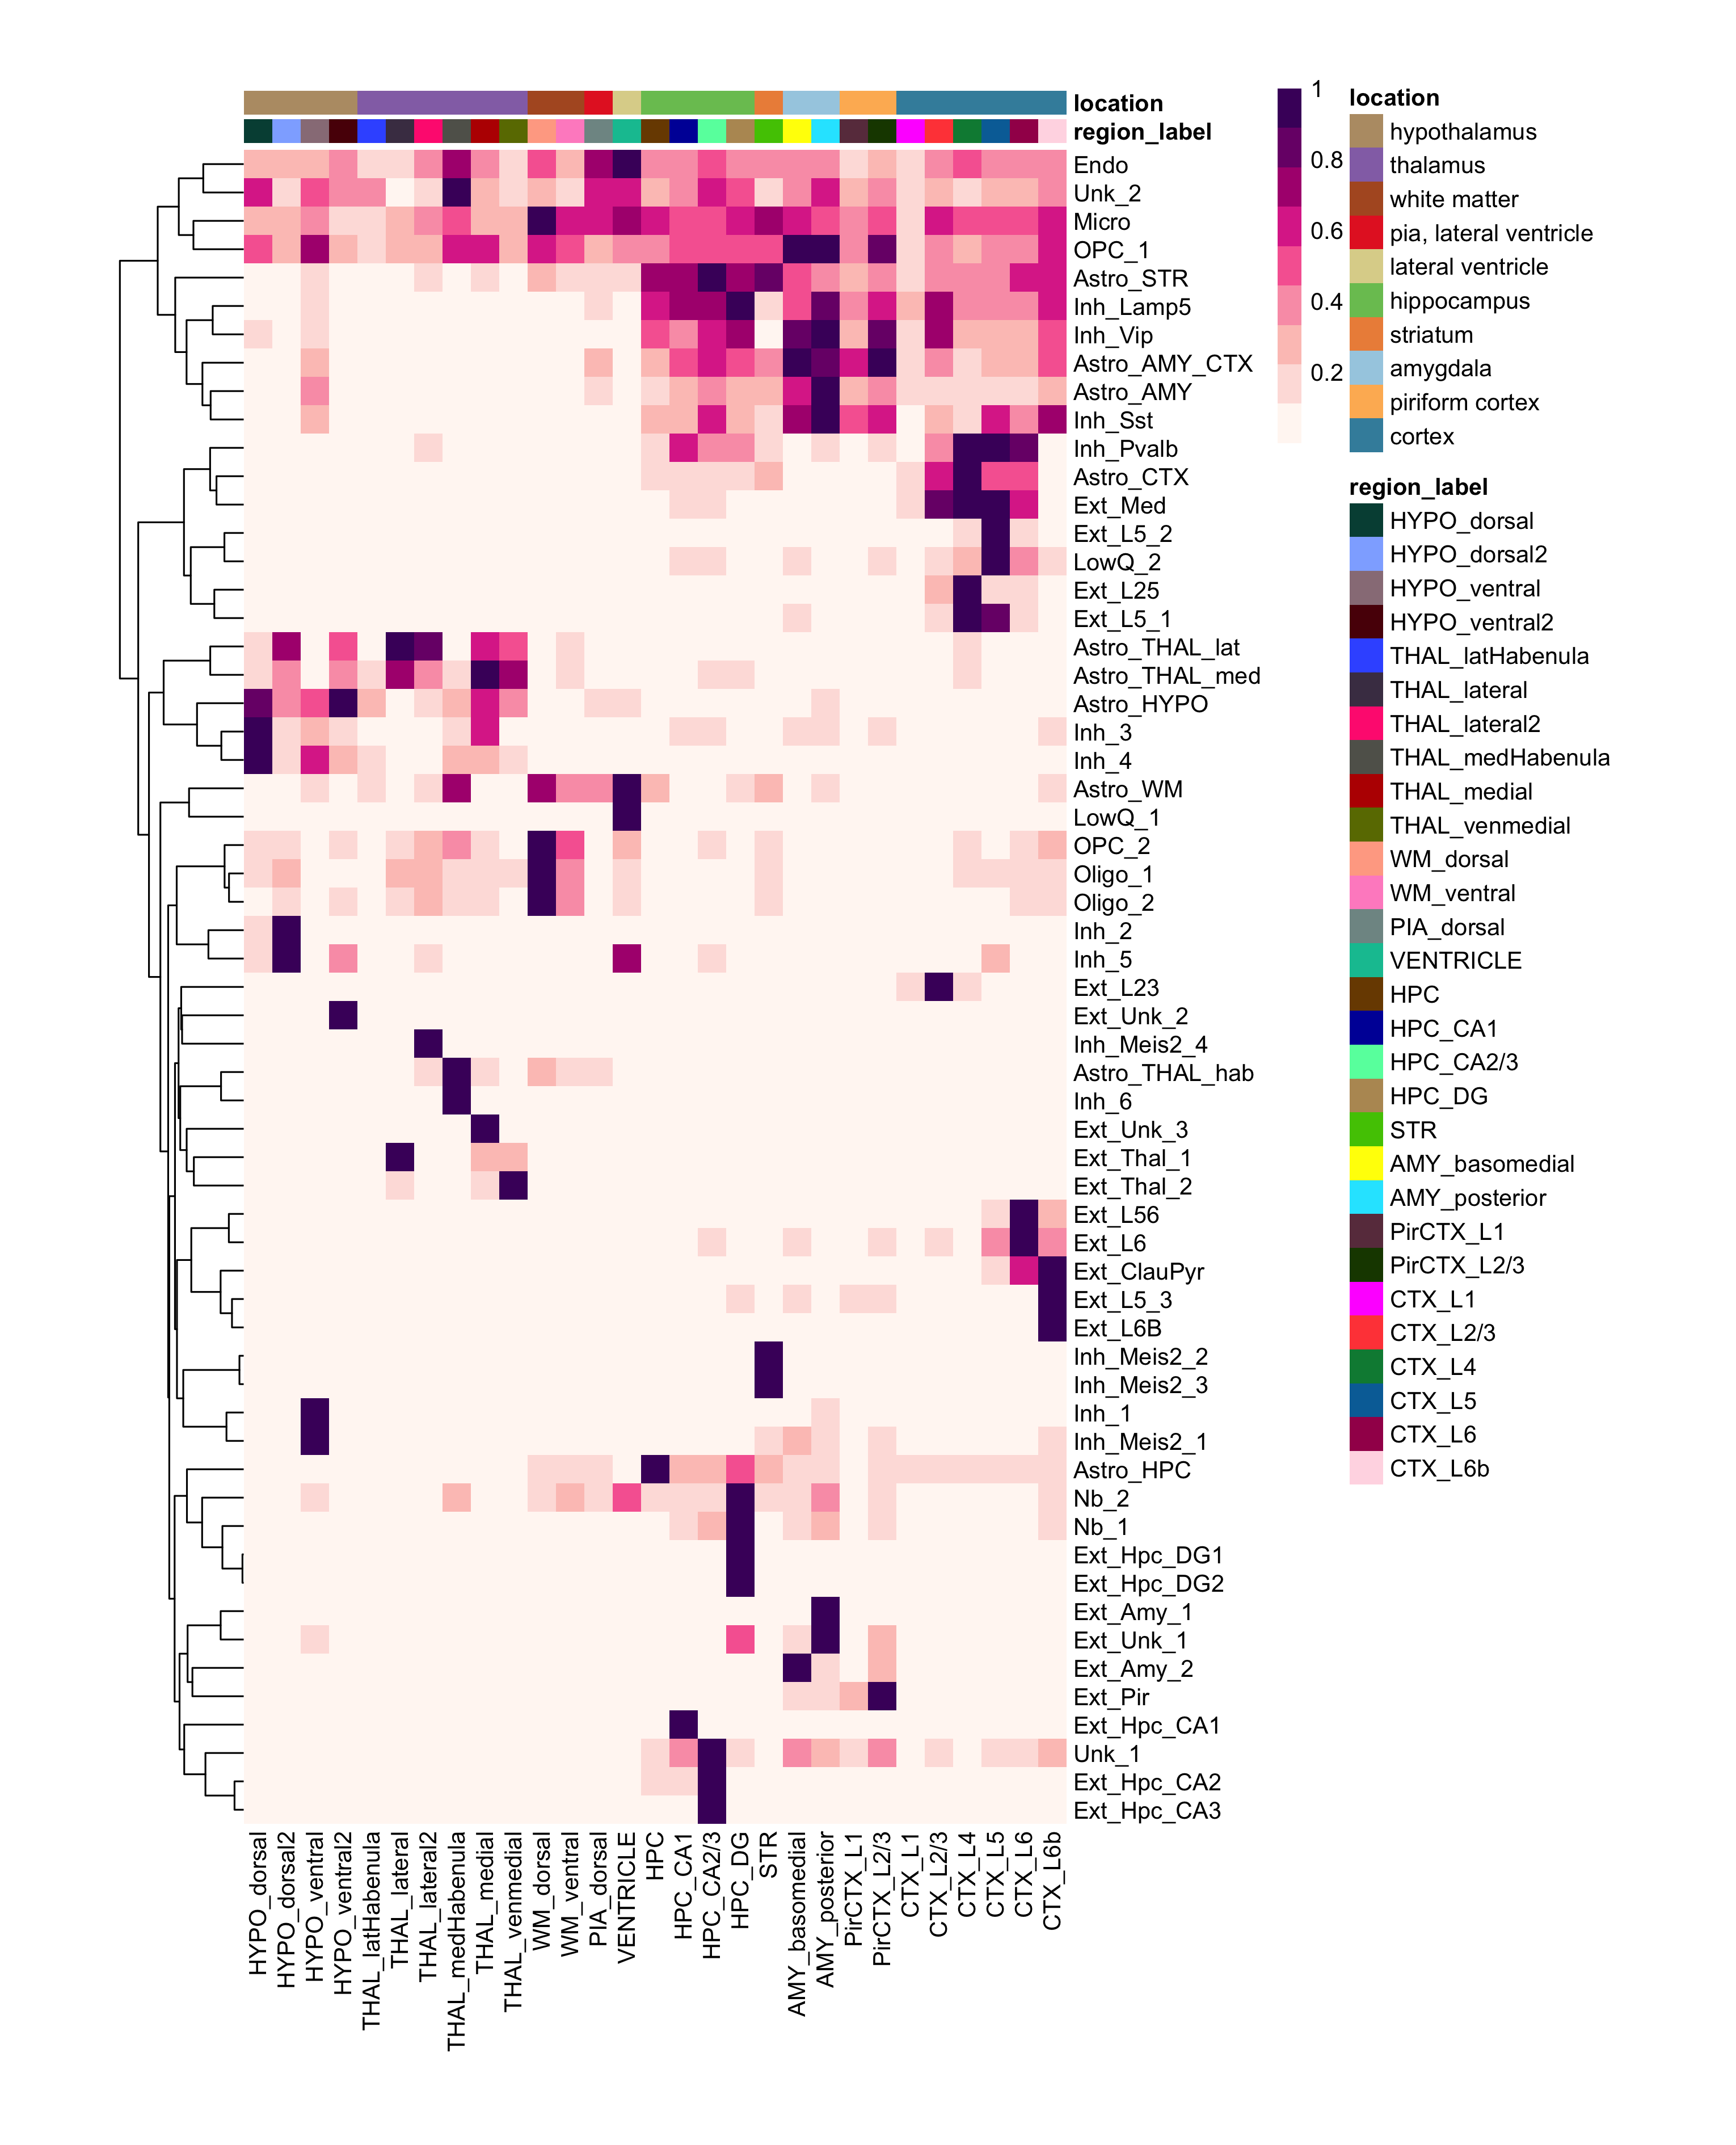 location
region_label
Endo
Unk_2
Micro
OPC_1
Astro_STR
Inh_Lamp5
Inh_Vip
Astro_AMY_CTX
Astro_AMY
Inh_Sst
Inh_Pvalb
Astro_CTX
Ext_Med
Ext_L5_2
LowQ_2
Ext_L25
Ext_L5_1
Astro_THAL_lat
Astro_THAL_med
Astro_HYPO
Inh_3
Inh_4
Astro_WM
LowQ_1
OPC_2
Oligo_1
Oligo_2
Inh_2
Inh_5
Ext_L23
Ext_Unk_2
Inh_Meis2_4
Astro_THAL_hab
Inh_6
Ext_Unk_3
Ext_Thal_1
Ext_Thal_2
Ext_L56
Ext_L6
Ext_ClauPyr
Ext_L5_3
Ext_L6B
Inh_Meis2_2
Inh_Meis2_3
Inh_1
Inh_Meis2_1
Astro_HPC
Nb_2
Nb_1
Ext_Hpc_DG1
Ext_Hpc_DG2
Ext_Amy_1
Ext_Unk_1
Ext_Amy_2
Ext_Pir
Ext_Hpc_CA1
Unk_1
Ext_Hpc_CA2
Ext_Hpc_CA3
HYPO_dorsal
HYPO_dorsal2
HYPO_ventral
HYPO_ventral2
THAL_latHabenula
THAL_lateral
THAL_lateral2
THAL_medHabenula
THAL_medial
THAL_venmedial
WM_dorsal
WM_ventral
PIA_dorsal
VENTRICLE
HPC
HPC_CA1
HPC_CA2/3
HPC_DG
STR
AMY_basomedial
AMY_posterior
PirCTX_L1
PirCTX_L2/3
CTX_L1
CTX_L2/3
CTX_L4
CTX_L5
CTX_L6
CTX_L6b
1
0.8
0.6
0.4
0.2
location
hypothalamus
thalamus
white matter
pia, lateral ventricle
lateral ventricle
hippocampus
striatum
amygdala
piriform cortex
cortex
region_label
HYPO_dorsal
HYPO_dorsal2
HYPO_ventral
HYPO_ventral2
THAL_latHabenula
THAL_lateral
THAL_lateral2
THAL_medHabenula
THAL_medial
THAL_venmedial
WM_dorsal
WM_ventral
PIA_dorsal
VENTRICLE
HPC
HPC_CA1
HPC_CA2/3
HPC_DG
STR
AMY_basomedial
AMY_posterior
PirCTX_L1
PirCTX_L2/3
CTX_L1
CTX_L2/3
CTX_L4
CTX_L5
CTX_L6
CTX_L6b